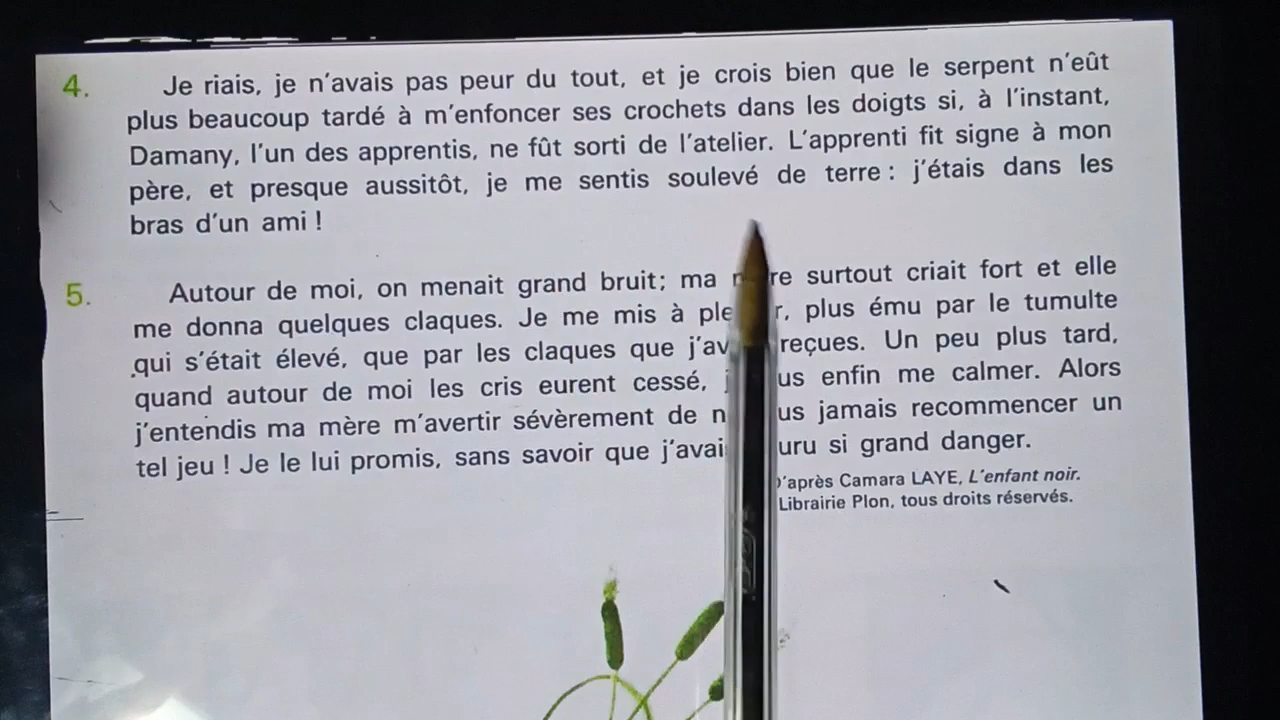 4. Je riais, je n'avais pas peur du tout, et je crois bien que le serpent n'eût
plus beaucoup tardé à m'enfoncer ses crochets dans les doigts si, à l'instant,
Damany, l'un des apprentis, ne fût sorti de l'atelier. L'apprenti fit signe à mon
père, et presque aussitôt, je me sentis soulevé de terre : j'étais dans les
bras d'un ami !
5. Autour de moi, on menait grand bruit; ma surtout criait fort et elle
me donna quelques claques. Je me mis à plus ému par le tumulte
qui s'était élevé, que par les claques que reçues. Un peu plus tard,
quand autour de moi les cris eurent cessé, enfin me calmer. Alors
j'entendis ma mère m'avertir sévèrement de jamais recommencer un
tel jeu ! Je le lui promis, sans savoir que si grand danger.
D'après Camara LAYE, L'enfant noir.
Librairie Plon, tous droits réservés.